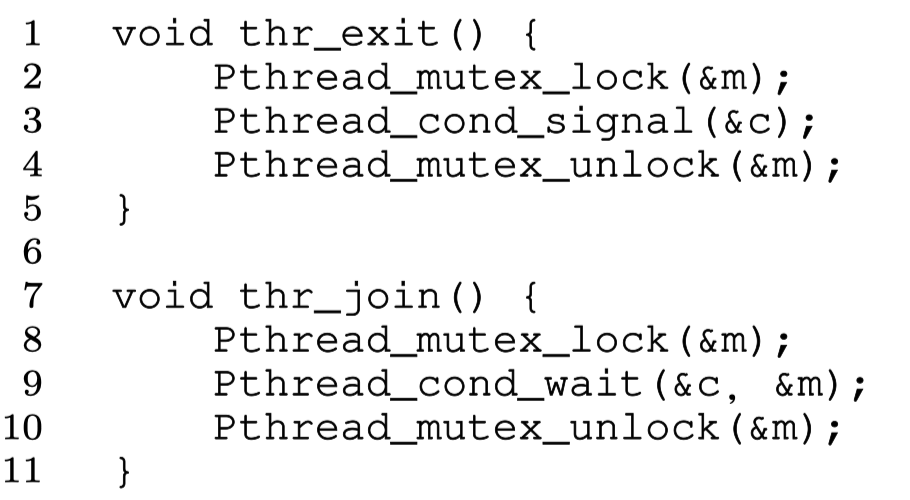 1 void thr_exit() {
2 Pthread_mutex_lock(&m);
3 Pthread_cond_signal(&c);
4 Pthread_mutex_unlock(&m);
5 }
6
7 void thr_join() {
8 Pthread_mutex_lock(&m);
9 Pthread_cond_wait(&c, &m);
10 Pthread_mutex_unlock(&m);
11 }